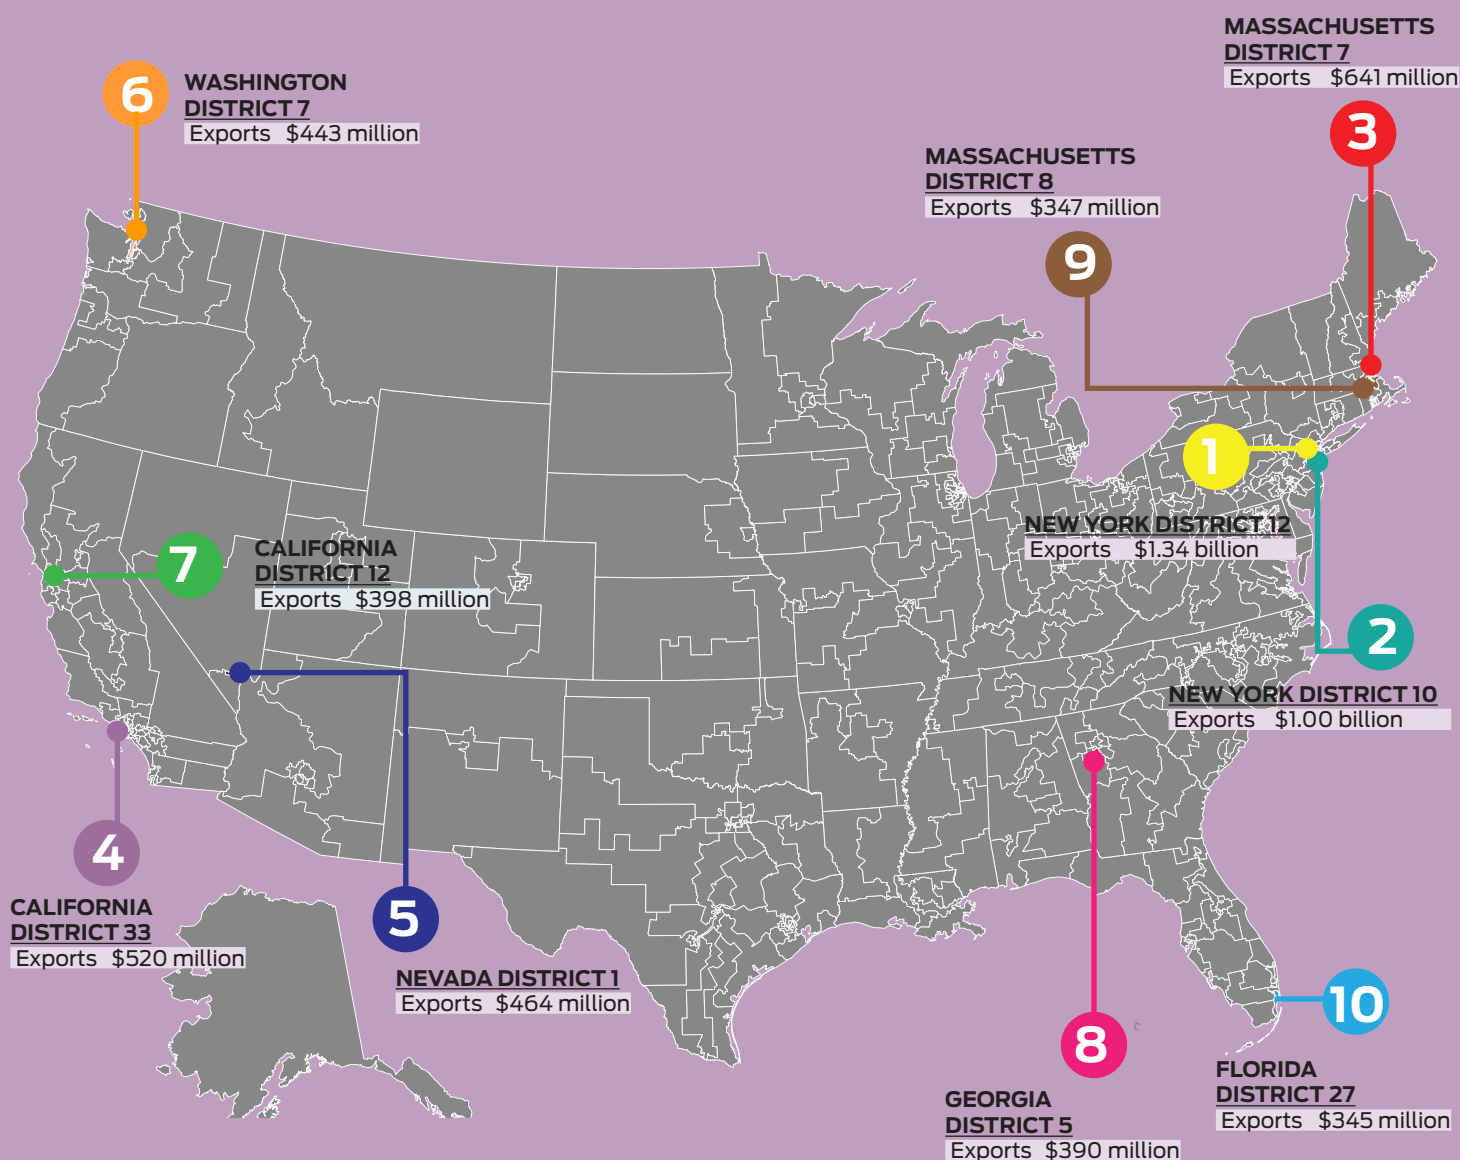 MASSACHUSETTS
DISTRICT 7
Exports $641 million
3
6
WASHINGTON
DISTRICT 7
Exports $443 million
MASSACHUSETTS
DISTRICT 8
Exports $347 million
9
1
NEW YORK DISTRICT 12
Exports $1.34 billion
7
CALIFORNIA
DISTRICT 12
Exports $398 million
2
NEW YORK DISTRICT 10
Exports $1.00 billion
4
CALIFORNIA
DISTRICT 33
Exports $520 million
5
NEVADA DISTRICT 1
Exports $464 million
8
GEORGIA
DISTRICT 5
Exports $390 million
10
FLORIDA
DISTRICT 27
Exports $345 million